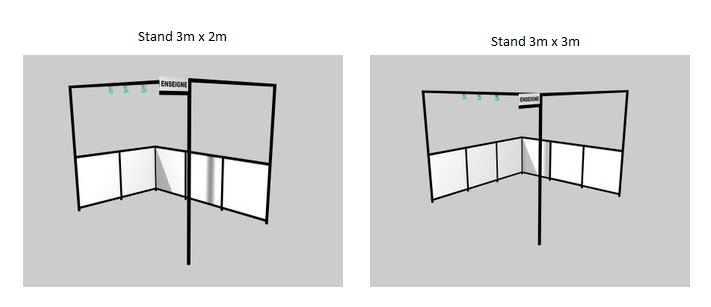 Stand 3m x 2m
Stand 3m x 3m
ENSEIGNE
ENSEIGNE